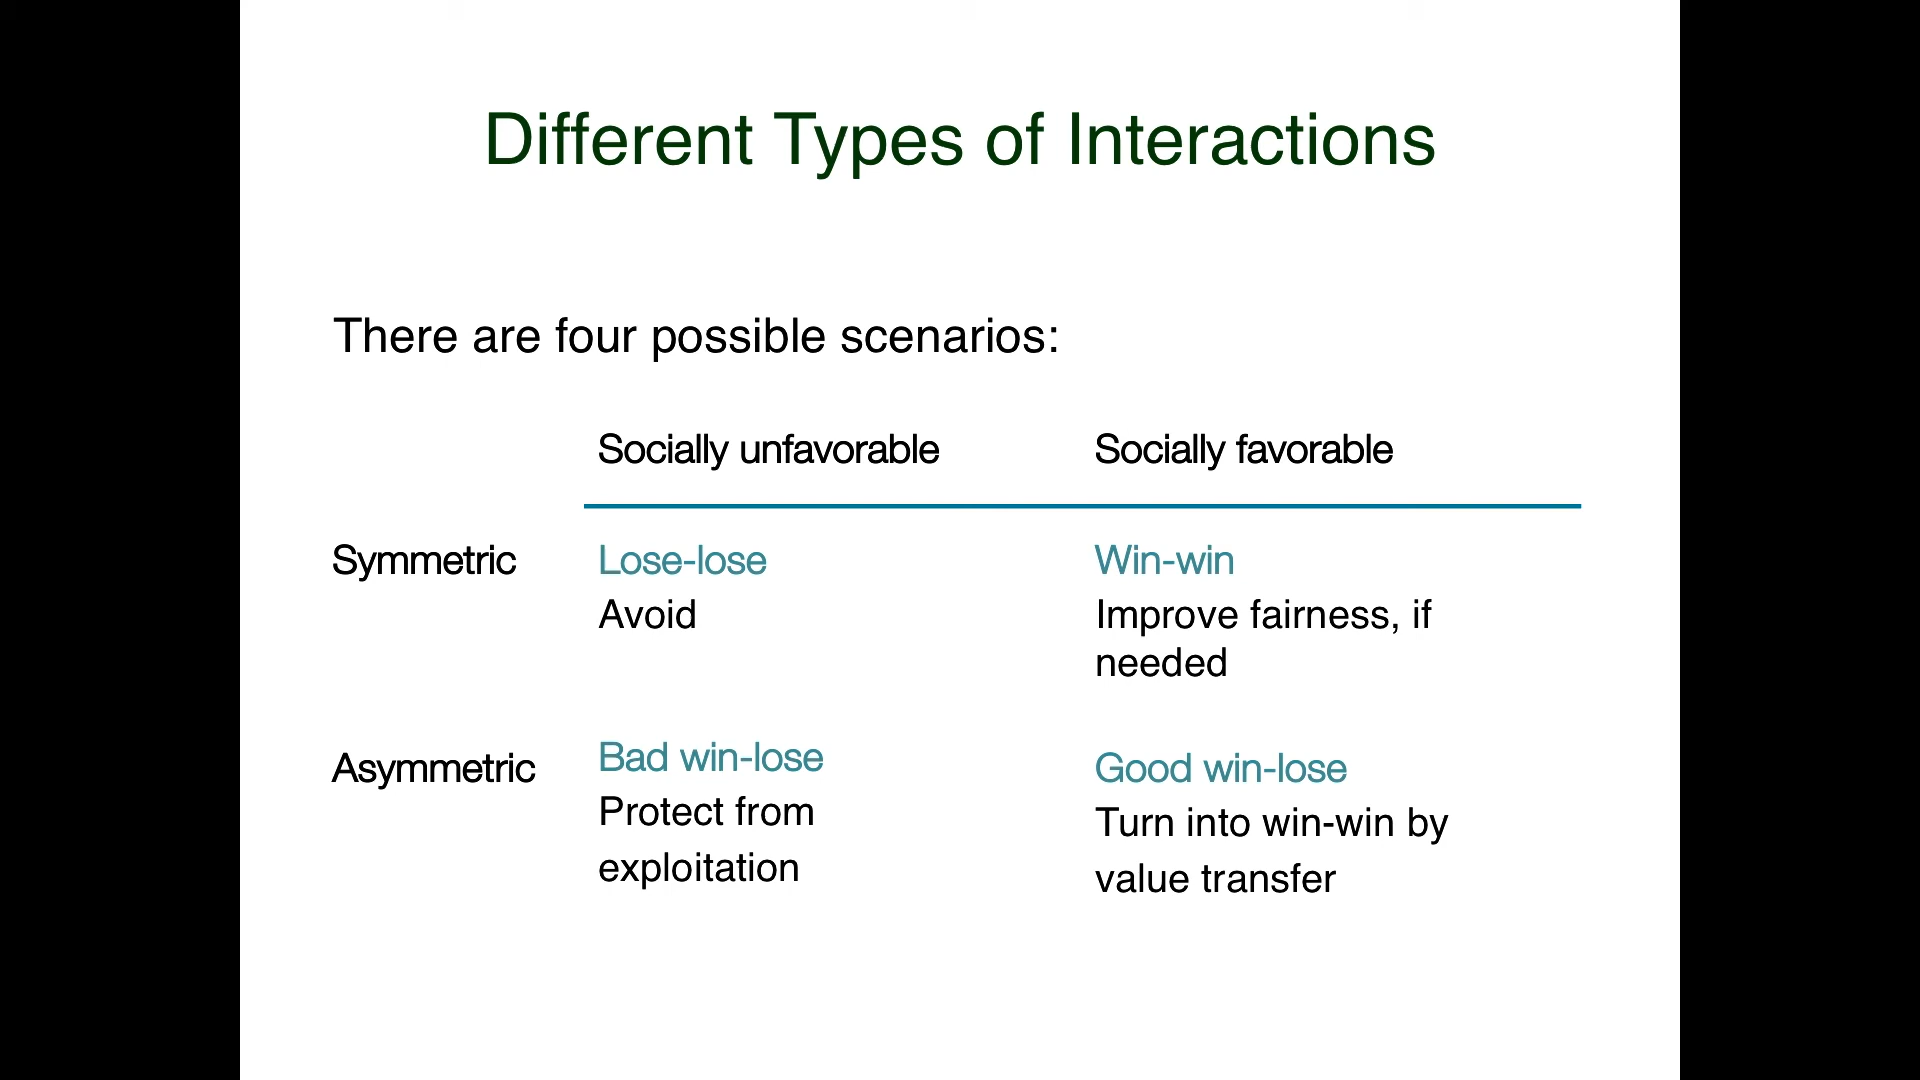 Different Types of Interactions
There are four possible scenarios:
Socially unfavorable
Socially favorable
Symmetric
Lose-lose
Avoid
Win-win
Improve fairness, if
needed
Asymmetric
Bad win-lose
Protect from
exploitation
Good win-lose
Turn into win-win by
value transfer